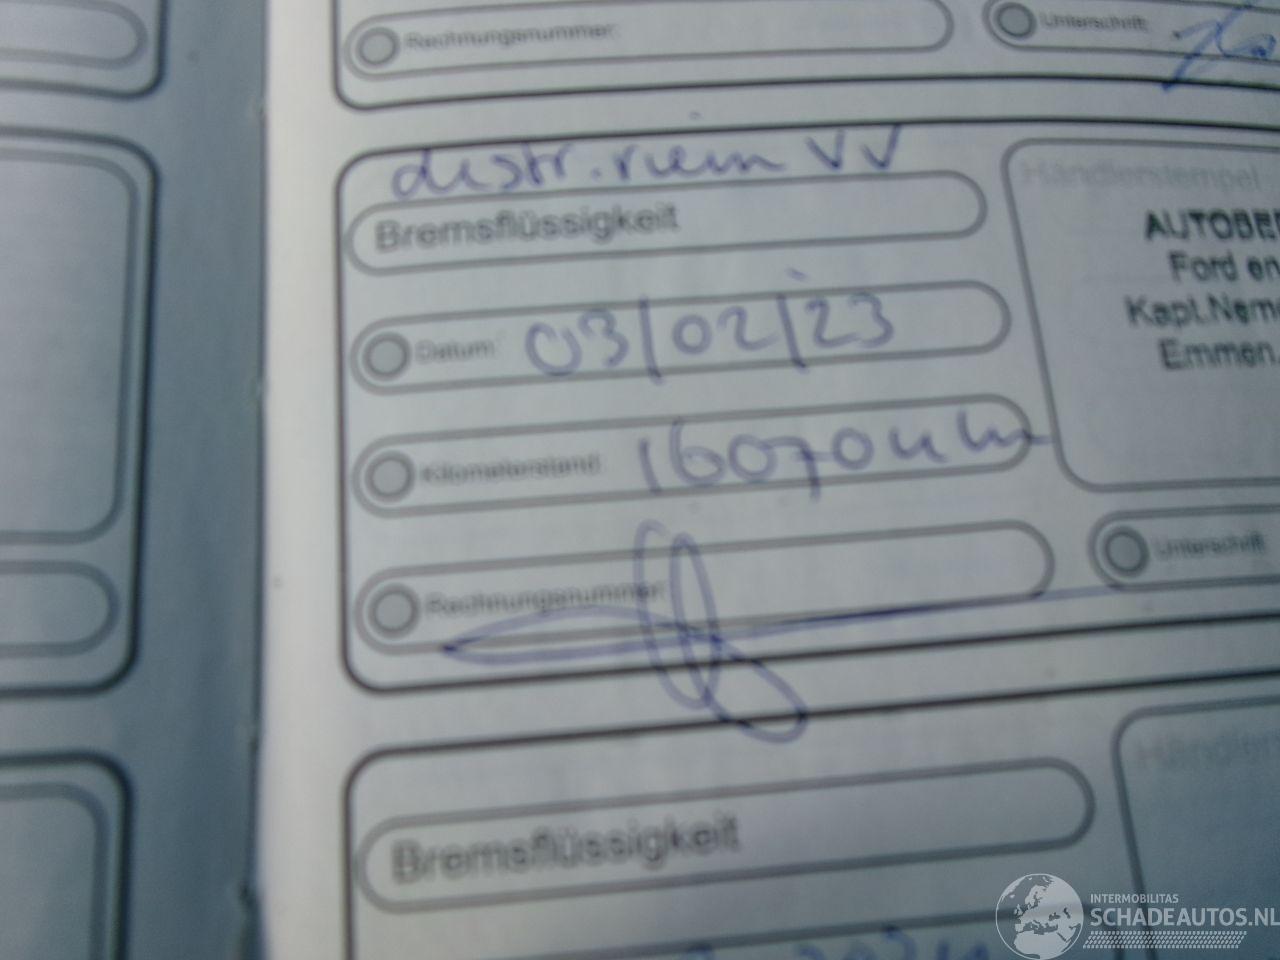 Rechnungsnummer:
Unterschrift:
distr. riem VV
Bremsflüssigkeit
Händlerstempel
AUTOBE
Ford en
Kapt.Nem
Emmen.
Datum: 03/02/23
Kilometerstand: 160704 km
Rechnungsnummer:
Unterschrift:
Bremsflüssigkeit
INTERMOBILITAS
SCHADEAUTOS.NL